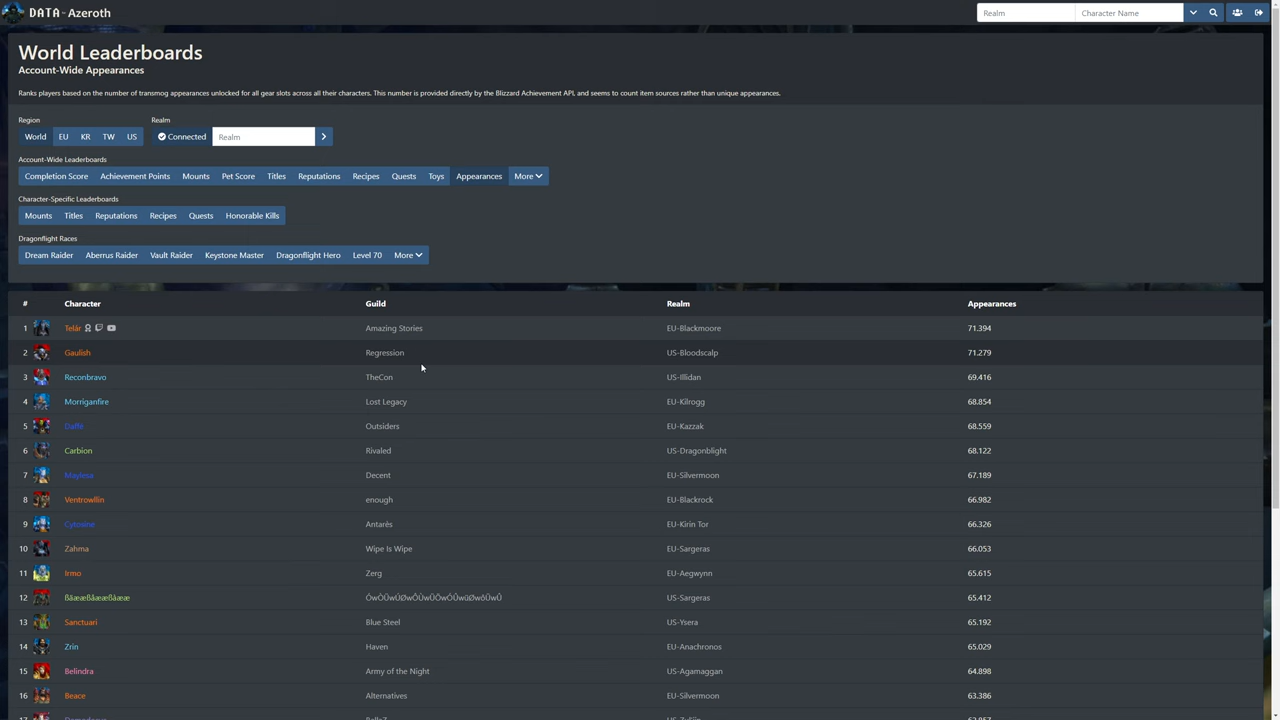 DATA - Azeroth
Realm
Character Name
World Leaderboards
Account-Wide Appearances
Ranks players based on the number of transmog appearances unlocked for all gear slots across all their characters. This number is provided directly by the Blizzard Achievement API, and seems to count item sources rather than unique appearances.
Region Realm
World EU KR TW US Connected Realm
Account-Wide Leaderboards
Completion Score Achievement Points Mounts Pet Score Titles Reputations Recipes Quests Toys Appearances More
Character-Specific Leaderboards
Mounts Titles Reputations Recipes Quests Honorable Kills
Dragonflight Races
Dream Raider Aberrus Raider Vault Raider Keystone Master Dragonflight Hero Level 70 More
# Character Guild Realm Appearances
1 Telár Amazing Stories EU-Blackmoore 71.394
2 Gaulish Regression US-Bloodscalp 71.279
3 Reconbravo TheCon US-Illidan 69.416
4 Morriganfire Lost Legacy EU-Kilrogg 68.854
5 Daffe Outsiders EU-Kazzak 68.559
6 Carbion Rivaled US-Dragonblight 68.122
7 Decent EU-Silvermoon 67.189
8 Ventrowllin enough EU-Blackrock 66.982
9 Cytosine Antarès EU-Kirin Tor 66.326
10 Zahma Wipe Is Wipe EU-Sargeras 66.053
11 Irmo Zerg EU-Aegwynn 65.615
12 US-Sargeras 65.412
13 Sanctuari Blue Steel US-Ysera 65.192
14 Zrin Haven EU-Anachronos 65.029
15 Belindra Army of the Night US-Agamaggan 64.898
16 Beace Alternatives EU-Silvermoon 63.386
17